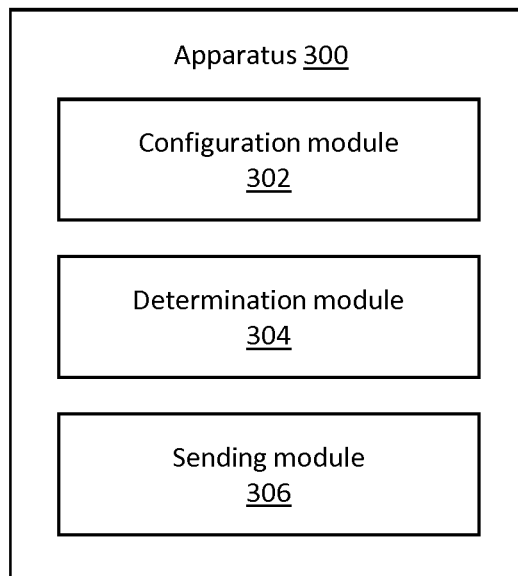 Apparatus 300
Configuration module
302
Determination module
304
Sending module
306